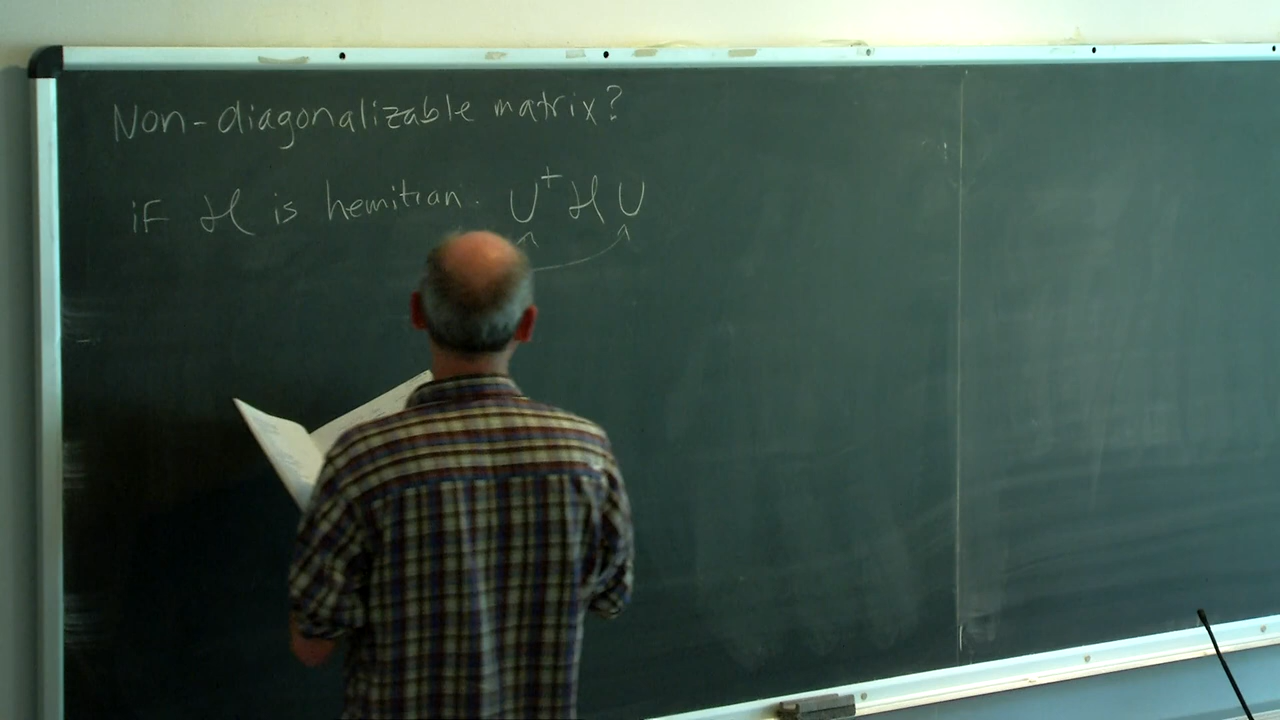 Non-diagonalizable matrix?
if H is hemitian. U† H U